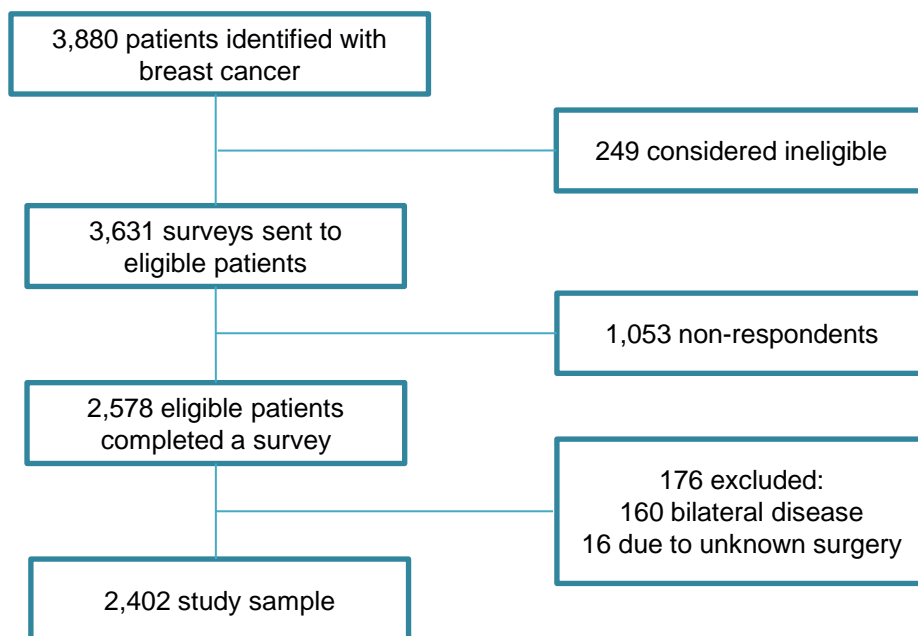 3,880 patients identified with
breast cancer
249 considered ineligible
3,631 surveys sent to
eligible patients
1,053 non-respondents
2,578 eligible patients
completed a survey
176 excluded:
160 bilateral disease
16 due to unknown surgery
2,402 study sample